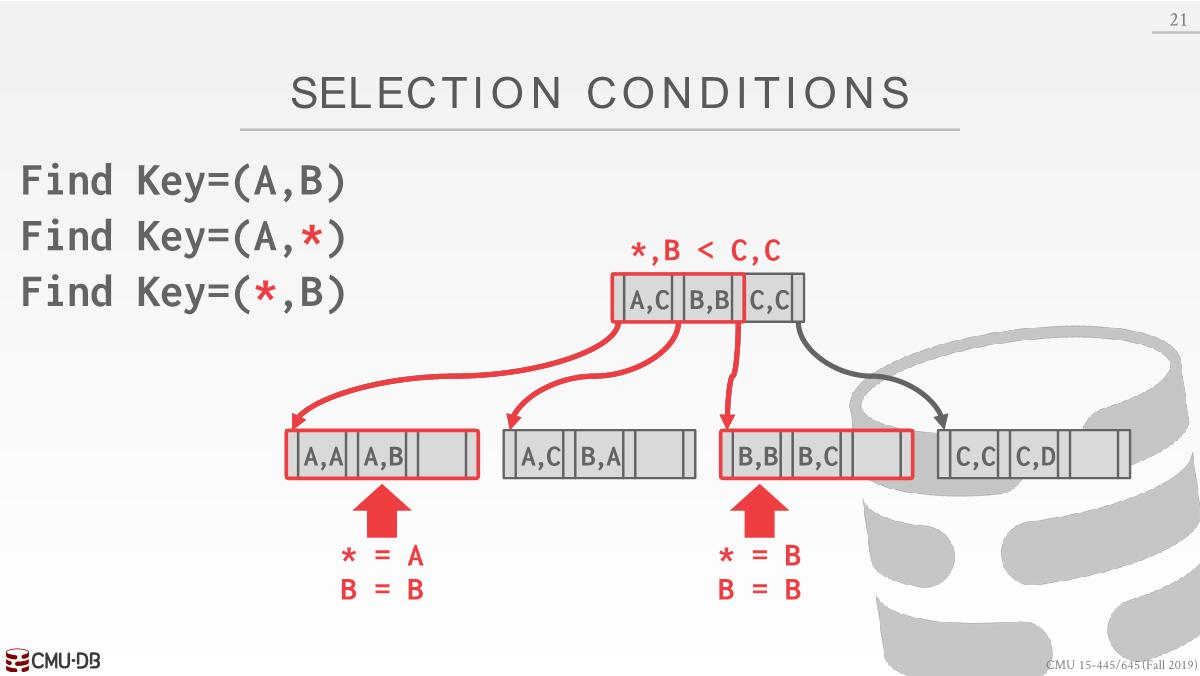 21
SELECTION CONDITIONS
Find Key=(A,B)
Find Key=(A,*)
Find Key=(*,B)
*,B < C,C
A,C B,B C,C
A,A A,B A,C B,A B,B B,C C,C C,D
* = A * = B
B = B B = B
CMU·DB
CMU 15-445/645 (Fall 2019)